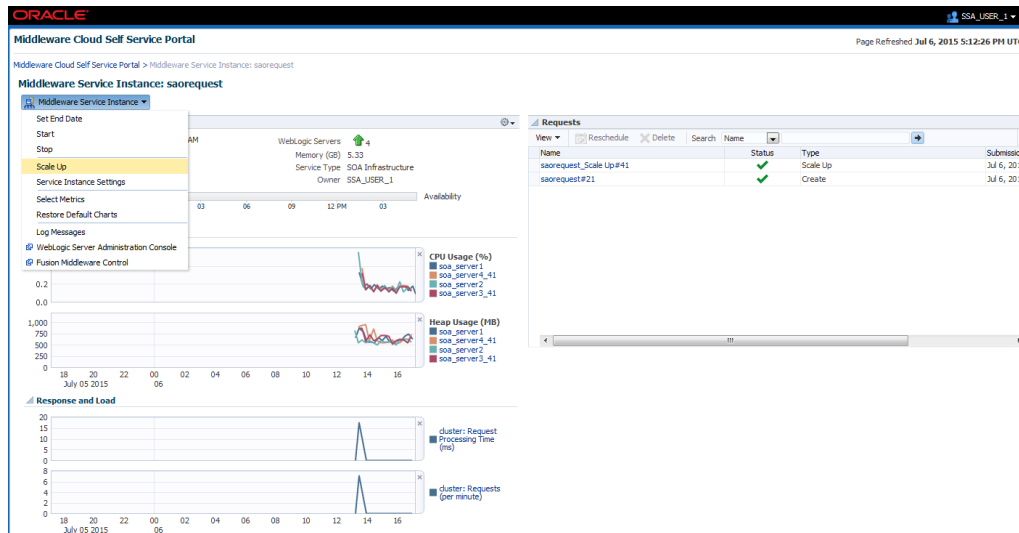 ORACLE
SSA_USER_1
Middleware Cloud Self Service Portal
Page Refreshed Jul 6, 2015 5:12:26 PM UT
Middleware Cloud Self Service Portal > Middleware Service Instance: saorequest
Middleware Service Instance: saorequest
Middleware Service Instance
Set End Date
Start
Stop
Scale Up
Service Instance Settings
Select Metrics
Restore Default Charts
Log Messages
WebLogic Server Administration Console
Fusion Middleware Control
AM
WebLogic Servers 4
Memory (GB) 5.33
Service Type SOA Infrastructure
Owner SSA_USER_1
Availability
03 06 09 12 PM 03
CPU Usage (%)
soa_server1
soa_server4_41
soa_server2
soa_server3_41
0.2
0.0
Heap Usage (MB)
soa_server1
soa_server4_41
soa_server2
soa_server3_41
1,000
750
500
250
0
18 20 22 00 02 04 06 08 10 12 14 16
July 05 2015 06
Response and Load
20
15
10
5
0
cluster: Request
Processing Time
(ms)
8
6
4
2
0
cluster: Requests
(per minute)
18 20 22 00 02 04 06 08 10 12 14 16
July 05 2015 06
Requests
View Reschedule Delete Search Name
Name Status Type Submissio
saorequest_Scale Up#41 Scale Up Jul 6, 20
saorequest#21 Create Jul 6, 20